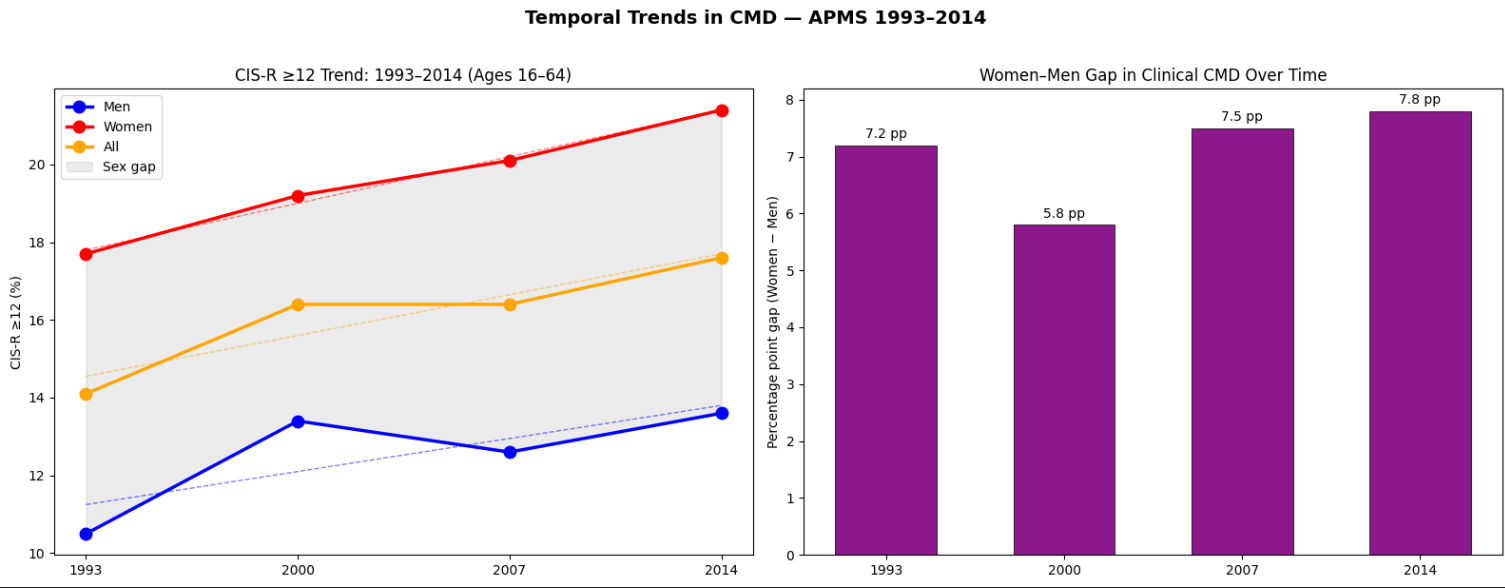 Temporal Trends in CMD — APMS 1993–2014
CIS-R ≥12 Trend: 1993–2014 (Ages 16–64)
Men
Women
All
Sex gap
CIS-R ≥12 (%)
20
18
16
14
12
10
1993
2000
2007
2014
Women–Men Gap in Clinical CMD Over Time
Percentage point gap (Women − Men)
8
7
6
5
4
3
2
1
0
7.2 pp
5.8 pp
7.5 pp
7.8 pp
1993
2000
2007
2014